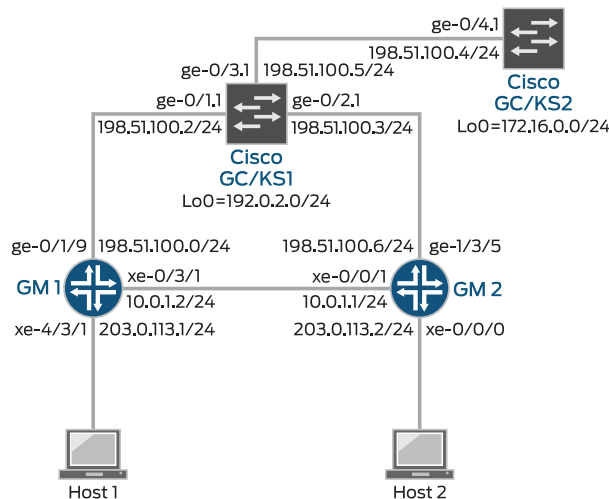 ge-0/4.1
198.51.100.4/24
Cisco
GC/KS2
Lo0=172.16.0.0/24
ge-0/3.1
198.51.100.5/24
ge-0/1.1
ge-0/2.1
198.51.100.2/24
198.51.100.3/24
Cisco
GC/KS1
Lo0=192.0.2.0/24
ge-0/1/9
198.51.100.0/24
198.51.100.6/24
ge-1/3/5
GM 1
xe-0/3/1
xe-0/0/1
GM 2
10.0.1.2/24
10.0.1.1/24
xe-4/3/1
203.0.113.1/24
203.0.113.2/24
xe-0/0/0
Host 1
Host 2